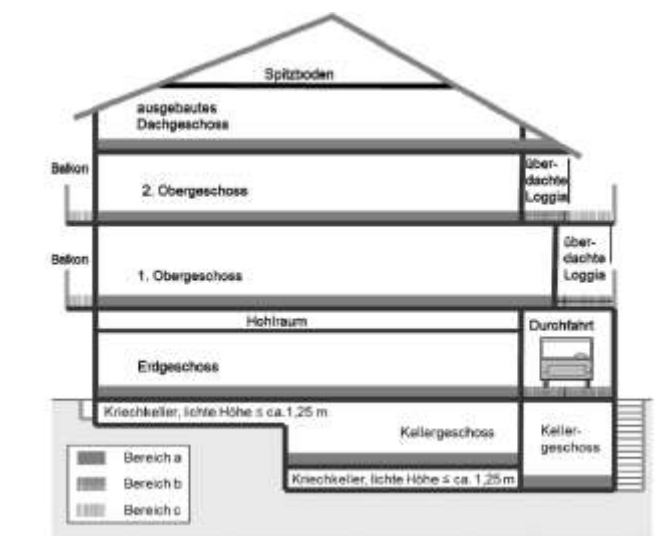 Spitzboden
ausgebautes
Dachgeschoss
Balkon
2. Obergeschoss
über-
dachte
Loggia
Balkon
1. Obergeschoss
über-
dachte
Loggia
Hohlraum
Durchfahrt
Erdgeschoss
Kriechkeller, lichte Höhe ≤ ca. 1,25 m
Kellergeschoss
Keller-
geschoss
Kriechkeller, lichte Höhe ≤ ca. 1,25 m
Bereich a
Bereich b
Bereich c